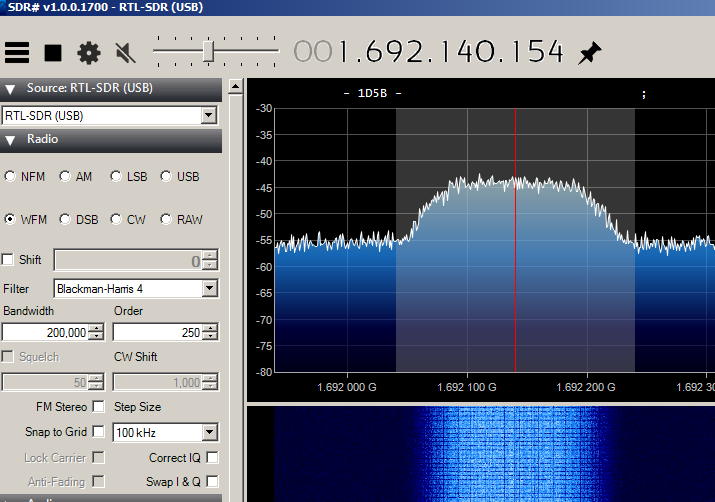 SDR# v1.0.0.1700 - RTL-SDR (USB)
001.692.140.154
Source: RTL-SDR (USB)
RTL-SDR (USB)
Radio
NFM AM LSB USB
WFM DSB CW RAW
Shift 0
Filter Blackman-Harris 4
Bandwidth Order
200,000 250
Squelch CW Shift
50 1,000
FM Stereo Step Size
Snap to Grid 100 kHz
Lock Carrier Correct IQ
Anti-Fading Swap I & Q
- 1D5B - ;
-30
-35
-40
-45
-50
-55
-60
-65
-70
-75
-80
1.692 000 G 1.692 100 G 1.692 200 G 1.692 30